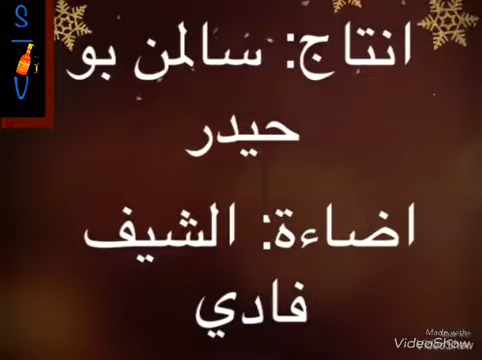 انتاج: سالمن بو
حيدر
اضاءة: الشيف
فادي
S
V
Made with
VideoShow